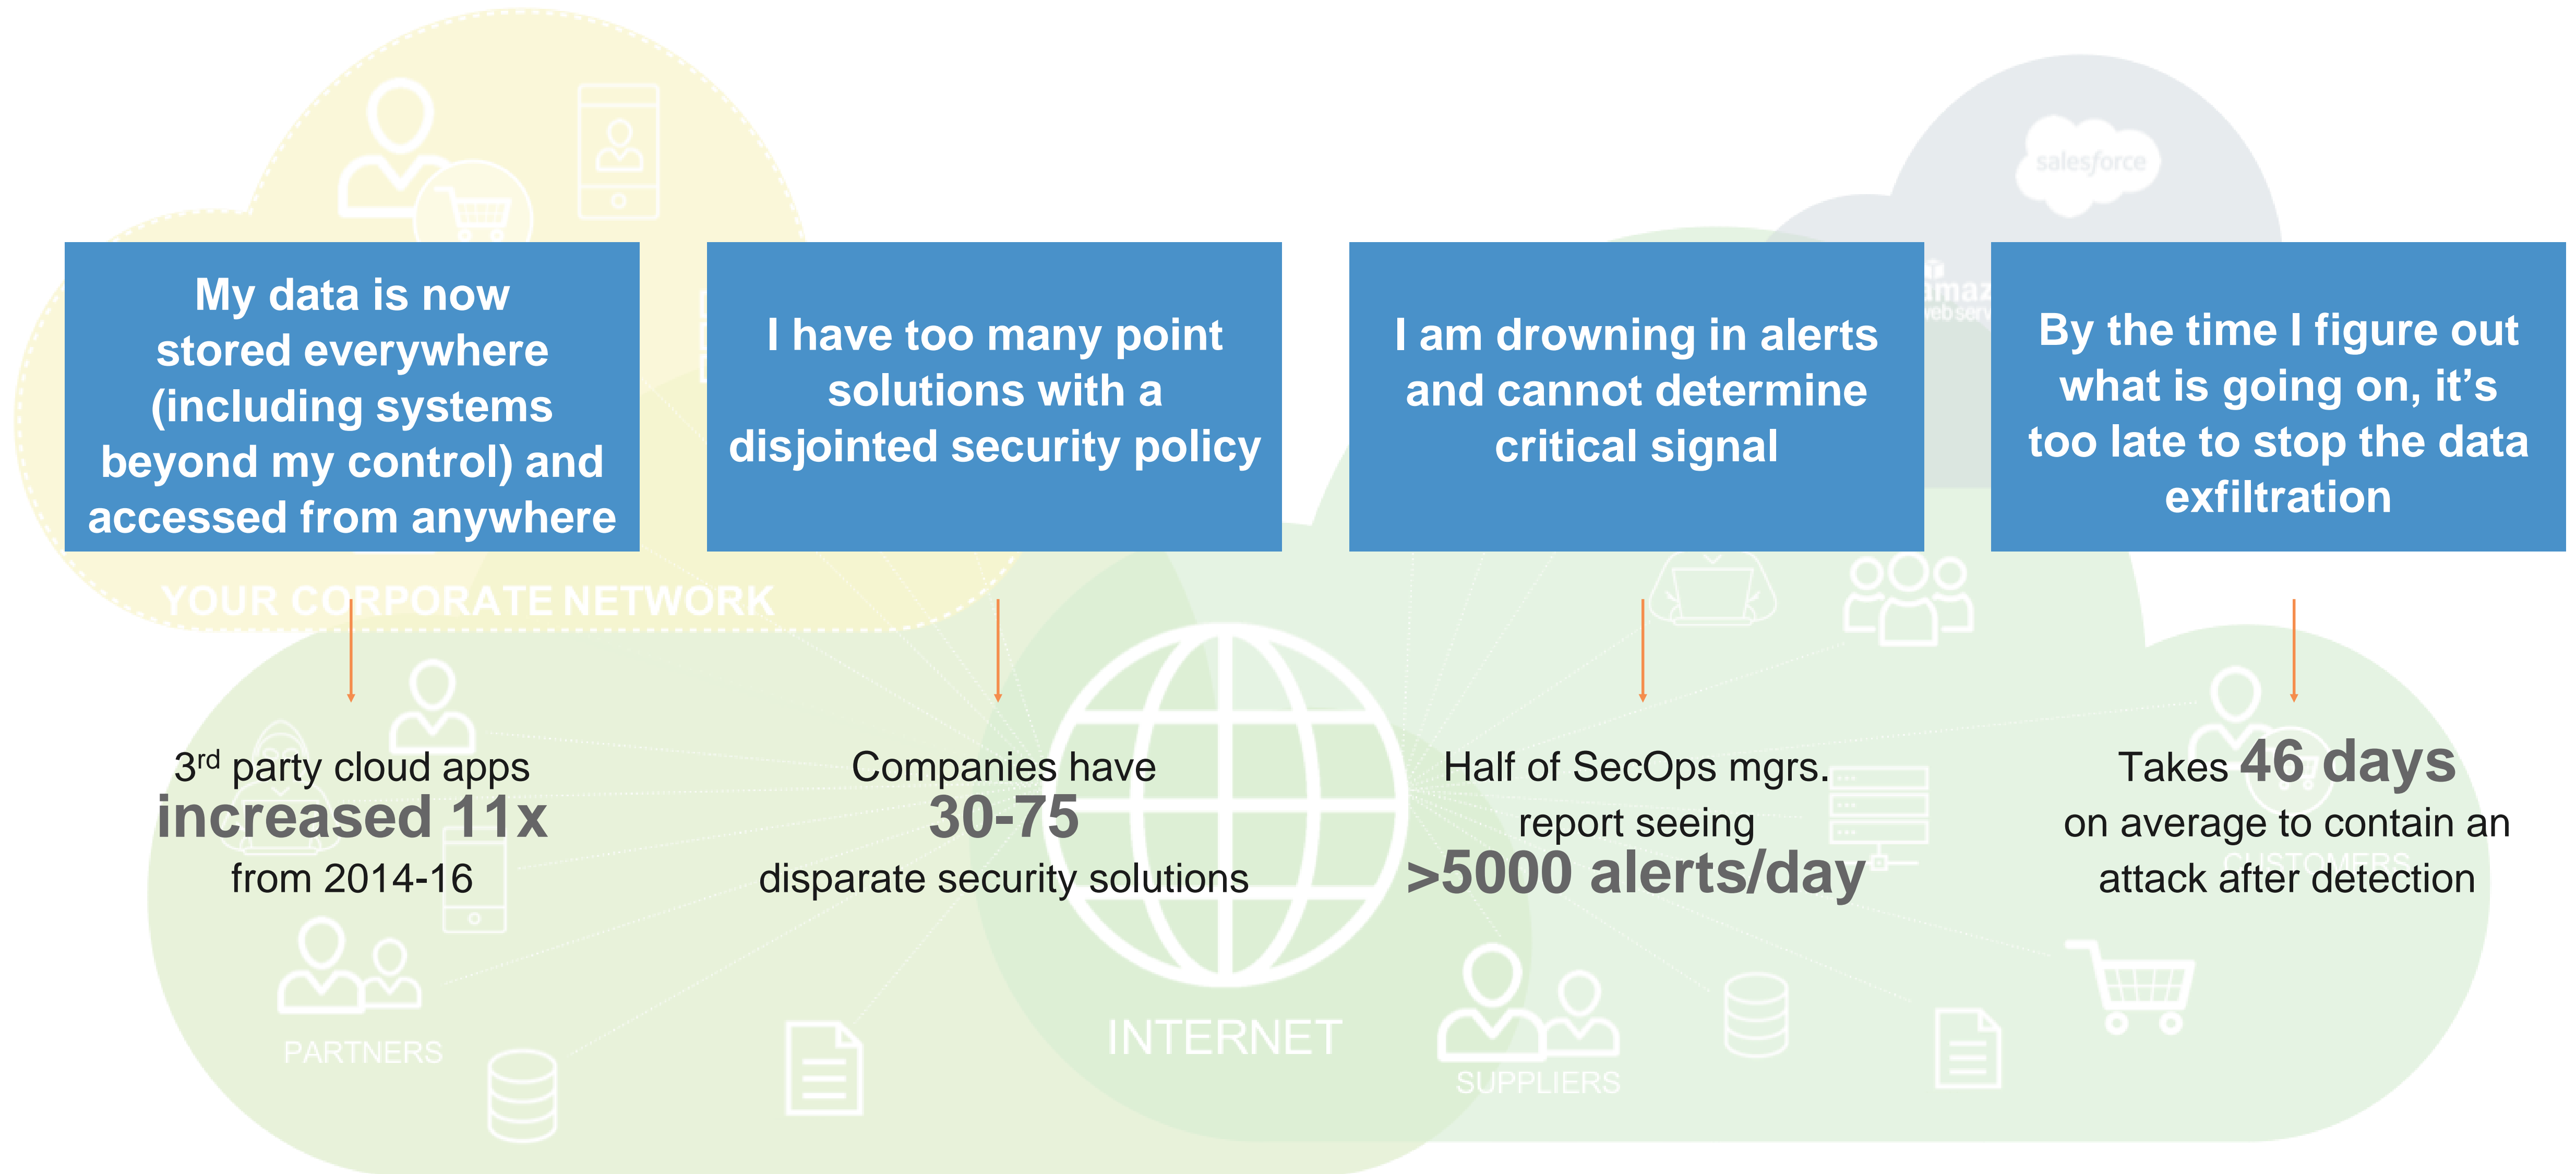 salesforce
My data is now
stored everywhere
(including systems
beyond my control) and
accessed from anywhere
I have too many point
solutions with a
disjointed security policy
I am drowning in alerts
and cannot determine
critical signal
By the time I figure out
what is going on, it’s
too late to stop the data
exfiltration
YOUR CORPORATE NETWORK
3rd party cloud apps
increased 11x
from 2014-16
Companies have
30-75
disparate security solutions
Half of SecOps mgrs.
report seeing
>5000 alerts/day
Takes 46 days
on average to contain an
attack after detection
CUSTOMERS
PARTNERS
INTERNET
SUPPLIERS